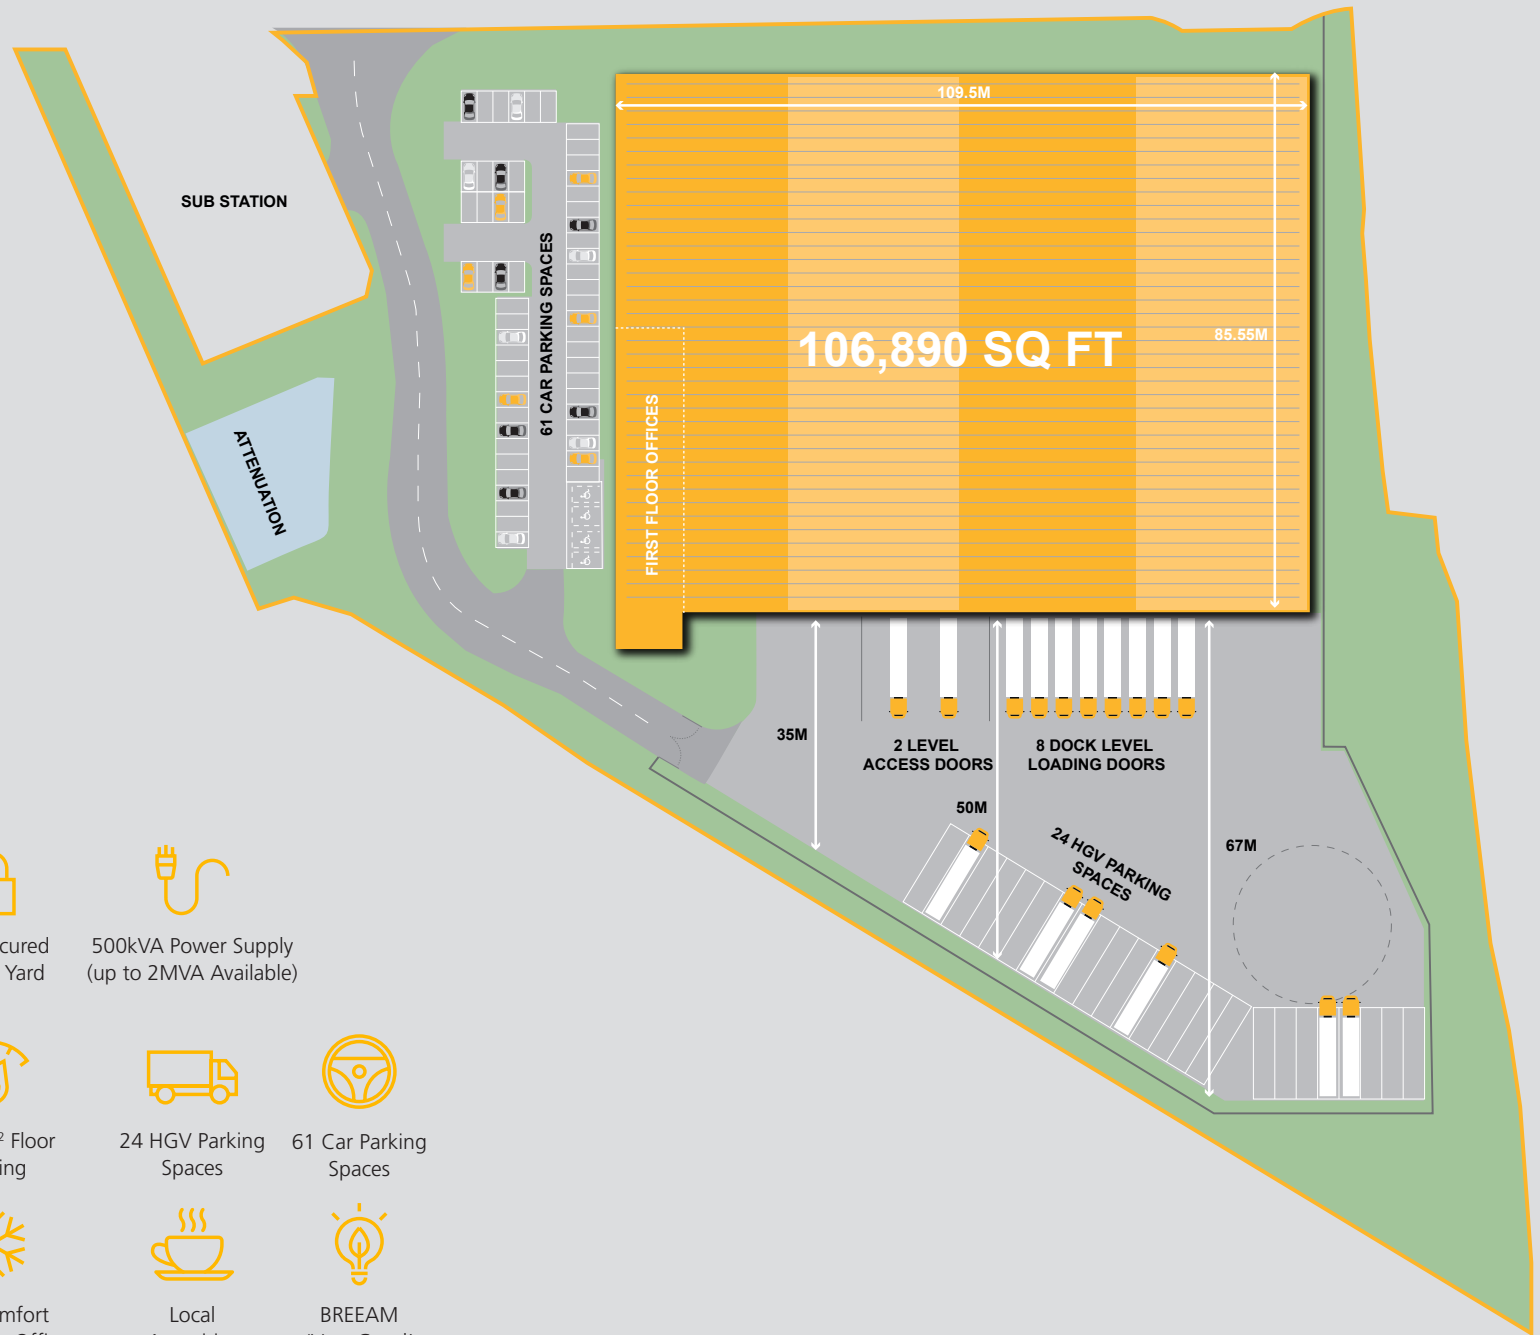 109.5M
SUB STATION
61 CAR PARKING SPACES
106,890 SQ FT
85.55M
FIRST FLOOR OFFICES
ATTENUATION
35M
2 LEVEL
ACCESS DOORS
8 DOCK LEVEL
LOADING DOORS
50M
24 HGV PARKING
SPACES
67M
cured
Yard
500kVA Power Supply
(up to 2MVA Available)
² Floor
ing
24 HGV Parking
Spaces
61 Car Parking
Spaces
mfort
Local
BREEAM